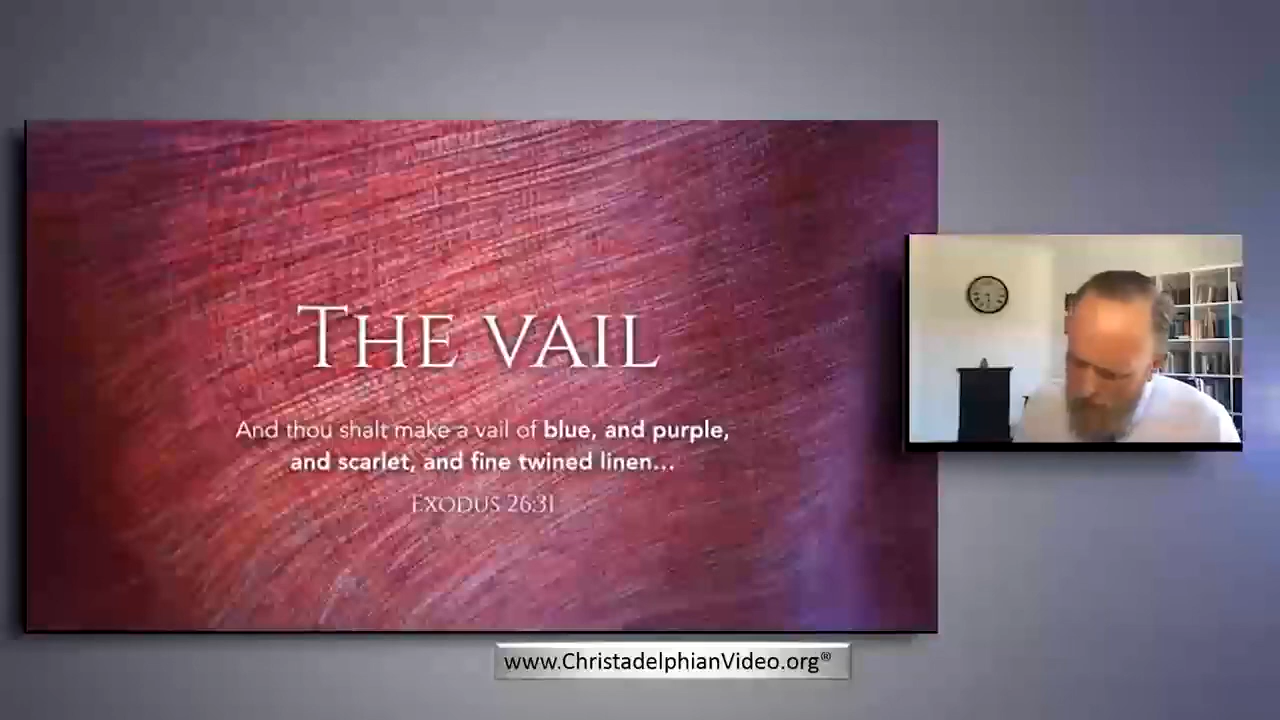 THE VAIL
And thou shalt make a vail of blue, and purple,
and scarlet, and fine twined linen...
EXODUS 26:31
www.ChristadelphianVideo.org®